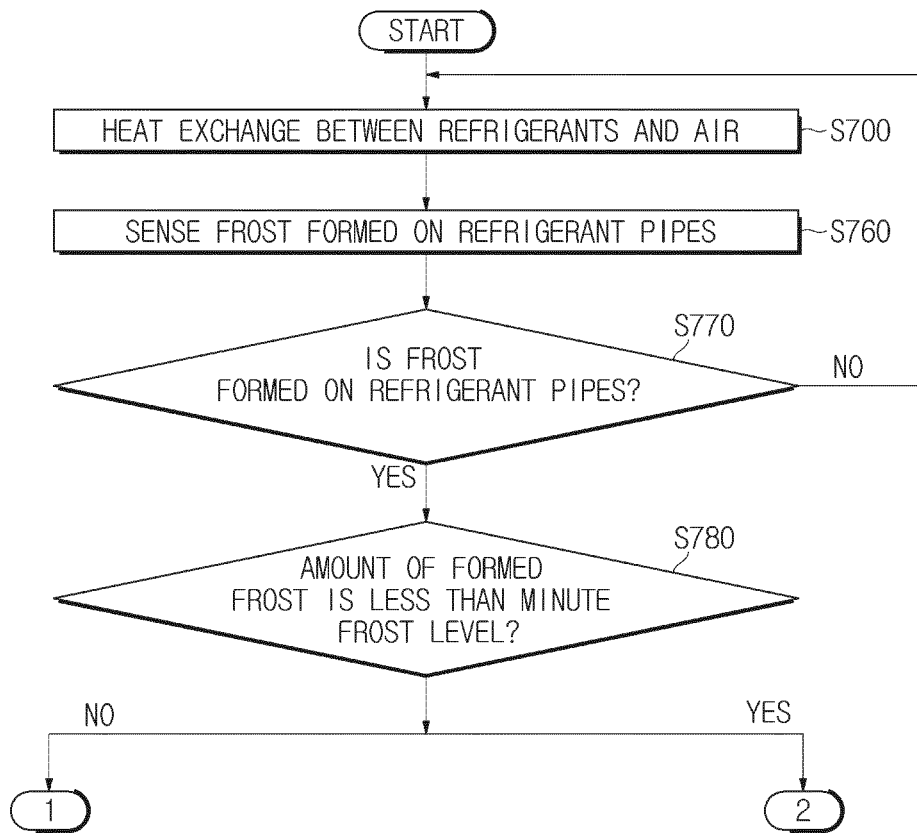 START
HEAT EXCHANGE BETWEEN REFRIGERANTS AND AIR
S700
SENSE FROST FORMED ON REFRIGERANT PIPES
S760
S770
IS FROST
FORMED ON REFRIGERANT PIPES?
NO
YES
S780
AMOUNT OF FORMED
FROST IS LESS THAN MINUTE
FROST LEVEL?
NO
YES
1
2